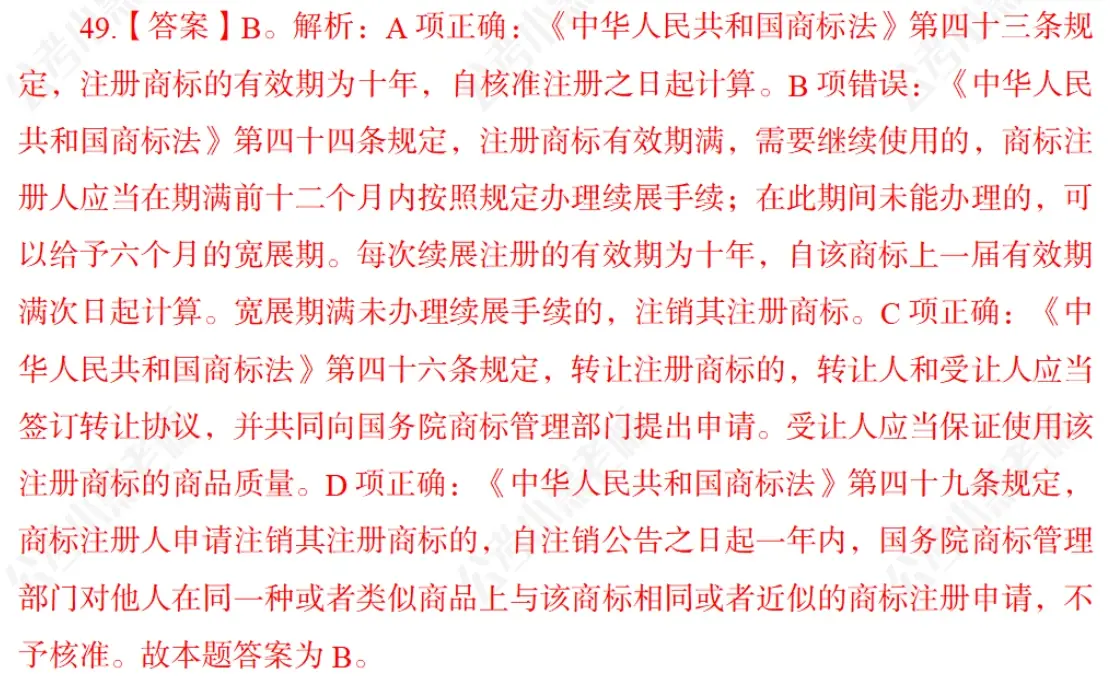 49.【答案】B。解析：A 项正确：《中华人民共和国商标法》第四十三条规
定，注册商标的有效期为十年，自核准注册之日起计算。B 项错误：《中华人民
共和国商标法》第四十四条规定，注册商标有效期满，需要继续使用的，商标注
册人应当在期满前十二个月内按照规定办理续展手续；在此期间未能办理的，可
以给予六个月的宽展期。每次续展注册的有效期为十年，自该商标上一届有效期
满次日起计算。宽展期满未办理续展手续的，注销其注册商标。C 项正确：《中
华人民共和国商标法》第四十六条规定，转让注册商标的，转让人和受让人应当
签订转让协议，并共同向国务院商标管理部门提出申请。受让人应当保证使用该
注册商标的商品质量。D 项正确：《中华人民共和国商标法》第四十九条规定，
商标注册人申请注销其注册商标的，自注销公告之日起一年内，国务院商标管理
部门对他人在同一种或者类似商品上与该商标相同或者近似的商标注册申请，不
予核准。故本题答案为 B。